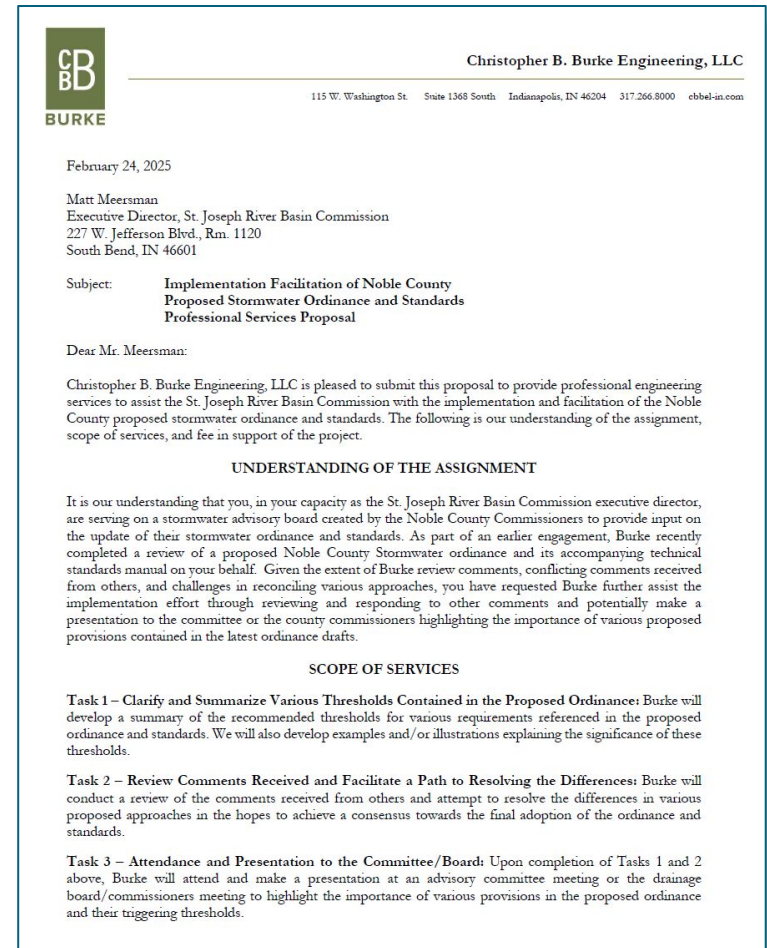 CBB
BURKE
Christopher B. Burke Engineering, LLC
115 W. Washington St. Suite 1368 South Indianapolis, IN 46204 317.266.8000 cbbel-in.com
February 24, 2025
Matt Meersman
Executive Director, St. Joseph River Basin Commission
227 W. Jefferson Blvd., Rm. 1120
South Bend, IN 46601
Subject: Implementation Facilitation of Noble County
Proposed Stormwater Ordinance and Standards
Professional Services Proposal
Dear Mr. Meersman:
Christopher B. Burke Engineering, LLC is pleased to submit this proposal to provide professional engineering
services to assist the St. Joseph River Basin Commission with the implementation and facilitation of the Noble
County proposed stormwater ordinance and standards. The following is our understanding of the assignment,
scope of services, and fee in support of the project.
UNDERSTANDING OF THE ASSIGNMENT
It is our understanding that you, in your capacity as the St. Joseph River Basin Commission executive director,
are serving on a stormwater advisory board created by the Noble County Commissioners to provide input on
the update of their stormwater ordinance and standards. As part of an earlier engagement, Burke recently
completed a review of a proposed Noble County Stormwater ordinance and its accompanying technical
standards manual on your behalf. Given the extent of Burke review comments, conflicting comments received
from others, and challenges in reconciling various approaches, you have requested Burke further assist the
implementation effort through reviewing and responding to other comments and potentially make a
presentation to the committee or the county commissioners highlighting the importance of various proposed
provisions contained in the latest ordinance drafts.
SCOPE OF SERVICES
Task 1 – Clarify and Summarize Various Thresholds Contained in the Proposed Ordinance: Burke will
develop a summary of the recommended thresholds for various requirements referenced in the proposed
ordinance and standards. We will also develop examples and/or illustrations explaining the significance of these
thresholds.
Task 2 – Review Comments Received and Facilitate a Path to Resolving the Differences: Burke will
conduct a review of the comments received from others and attempt to resolve the differences in various
proposed approaches in the hopes to achieve a consensus towards the final adoption of the ordinance and
standards.
Task 3 – Attendance and Presentation to the Committee/Board: Upon completion of Tasks 1 and 2
above, Burke will attend and make a presentation at an advisory committee meeting or the drainage
board/commissioners meeting to highlight the importance of various provisions in the proposed ordinance
and their triggering thresholds.